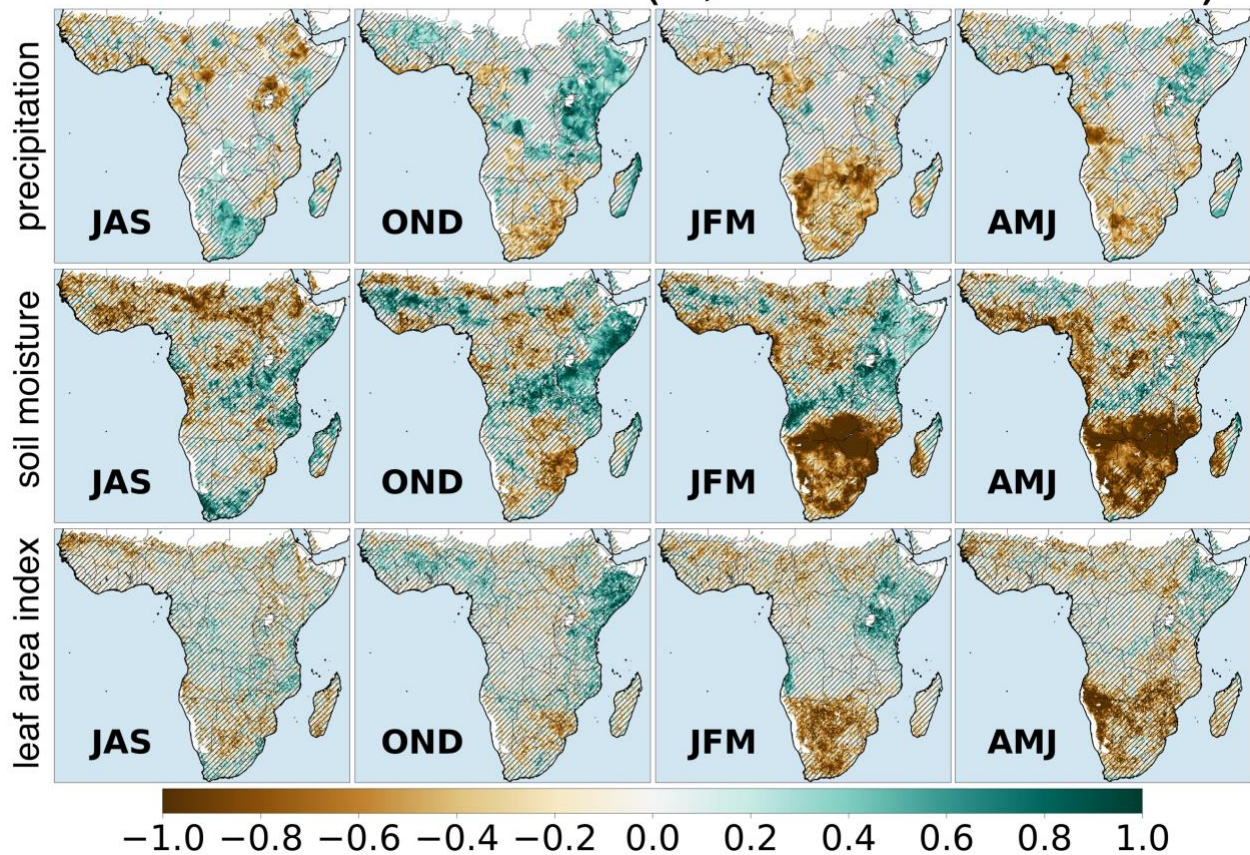 precipitation
JAS
OND
JFM
AMJ
soil moisture
JAS
OND
JFM
AMJ
leaf area index
JAS
OND
JFM
AMJ
−1.0 −0.8 −0.6 −0.4 −0.2 0.0 0.2 0.4 0.6 0.8 1.0